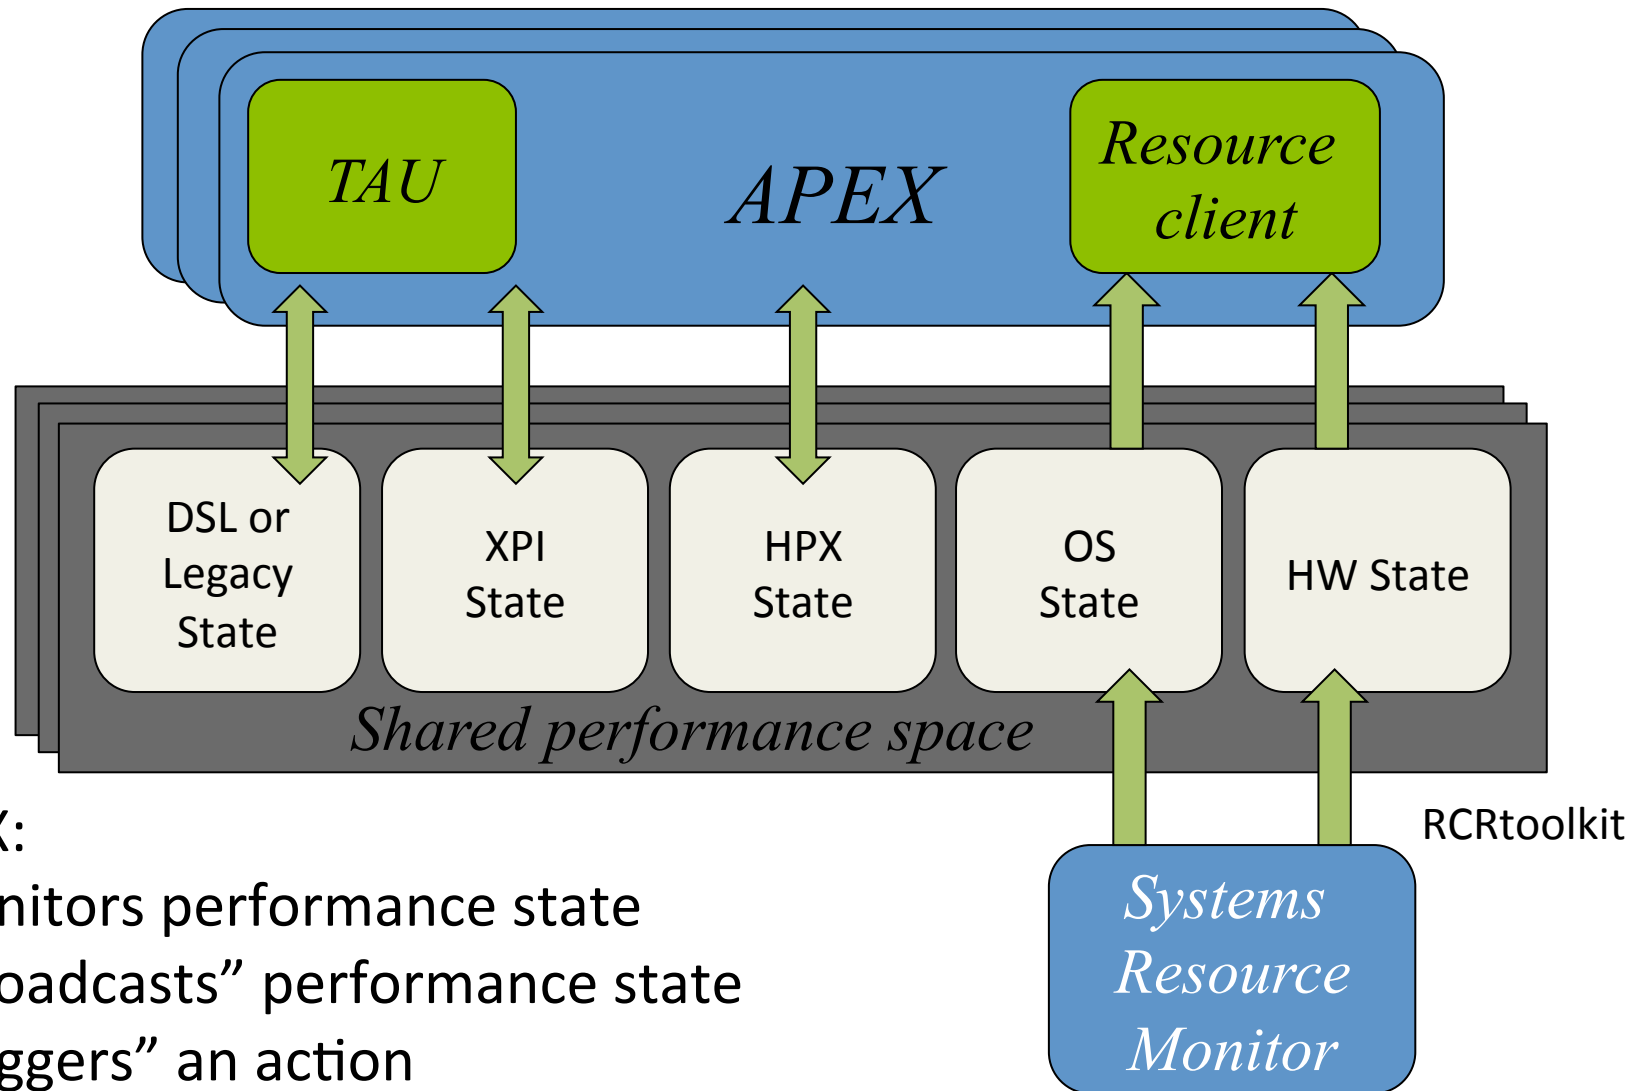 TAU
APEX
Resource
client
DSL or
Legacy
State
XPI
State
HPX
State
OS
State
HW State
Shared performance space
RCRtoolkit
X:
nitors performance state
oadcasts” performance state
ggers” an action
Systems
Resource
Monitor